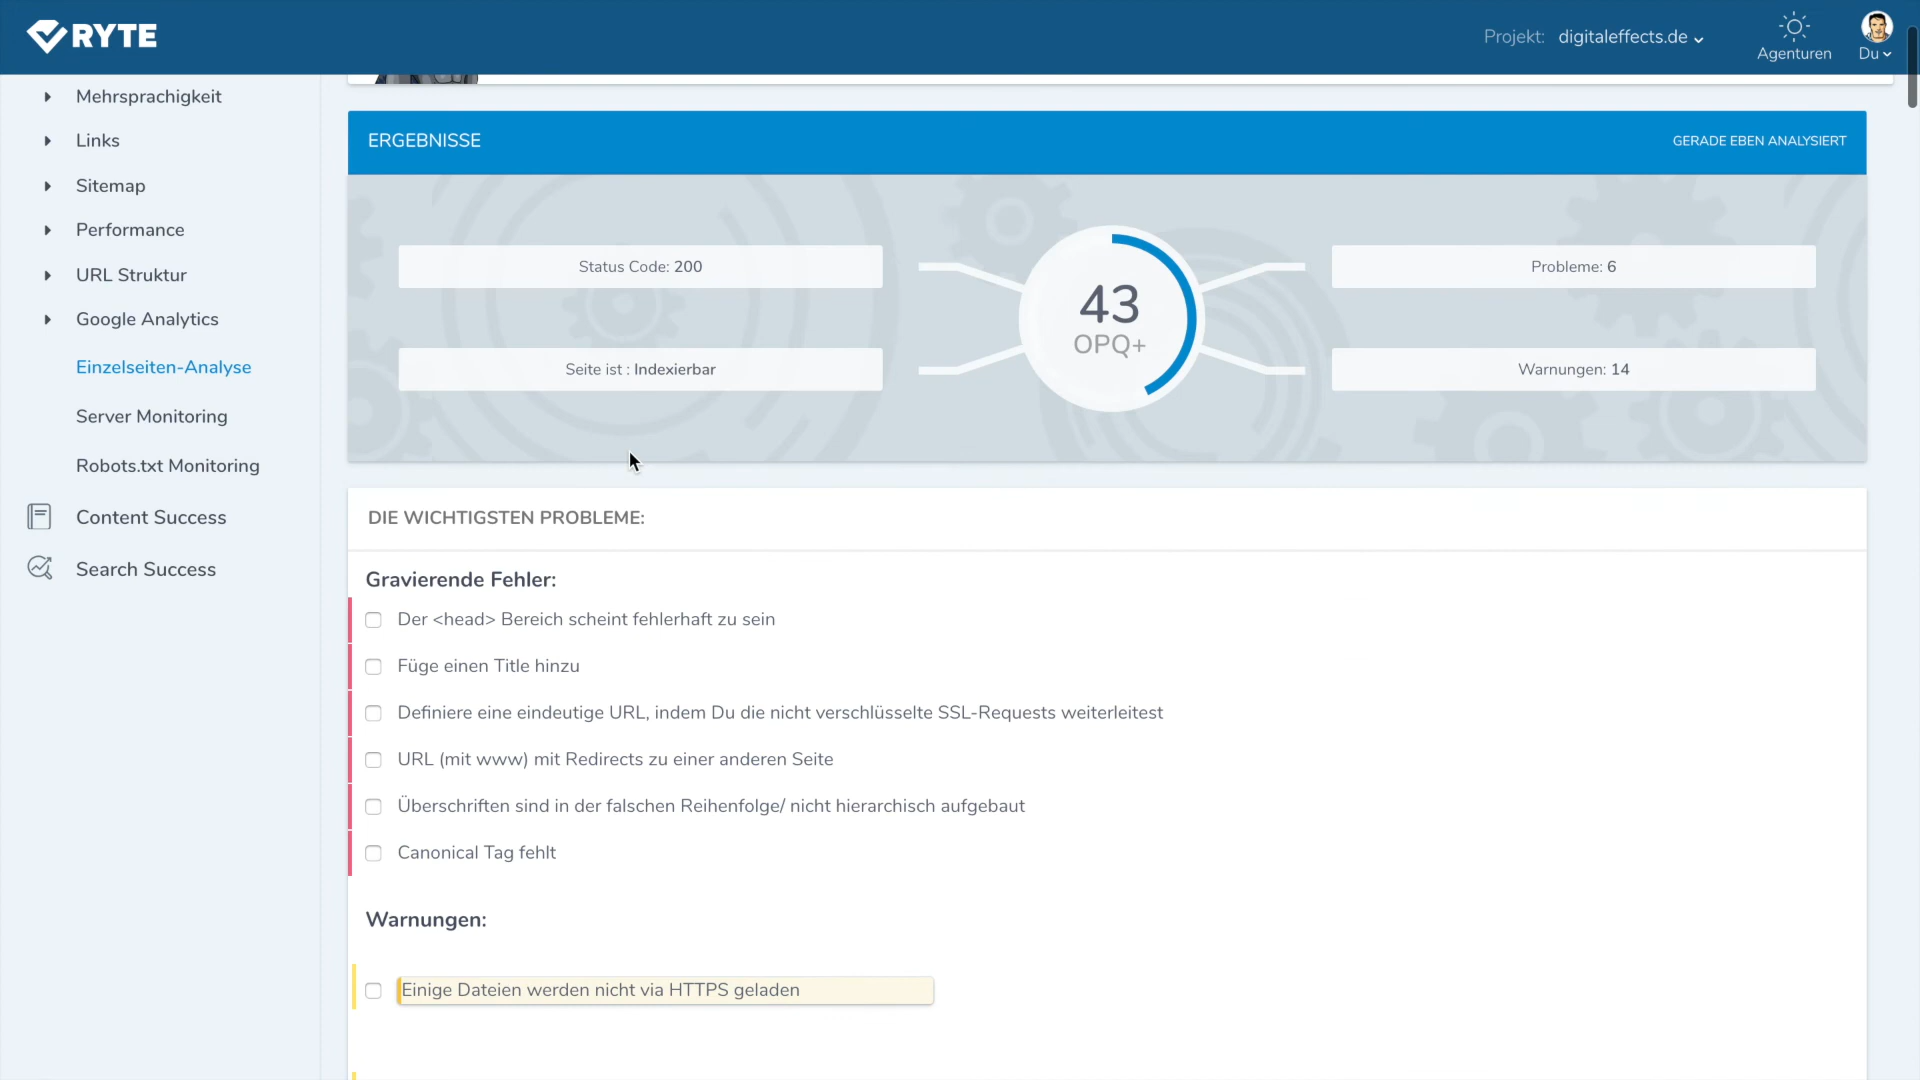 RYTE
Projekt: digitaleffects.de
Agenturen
Du
Mehrsprachigkeit
Links
Sitemap
Performance
URL Struktur
Google Analytics
Einzelseiten-Analyse
Server Monitoring
Robots.txt Monitoring
Content Success
Search Success
ERGEBNISSE
GERADE EBEN ANALYSIERT
Status Code: 200
Seite ist : Indexierbar
43
OPQ+
Probleme: 6
Warnungen: 14
DIE WICHTIGSTEN PROBLEME:
Gravierende Fehler:
Der <head> Bereich scheint fehlerhaft zu sein
Füge einen Title hinzu
Definiere eine eindeutige URL, indem Du die nicht verschlüsselte SSL-Requests weiterleitest
URL (mit www) mit Redirects zu einer anderen Seite
Überschriften sind in der falschen Reihenfolge/ nicht hierarchisch aufgebaut
Canonical Tag fehlt
Warnungen:
Einige Dateien werden nicht via HTTPS geladen